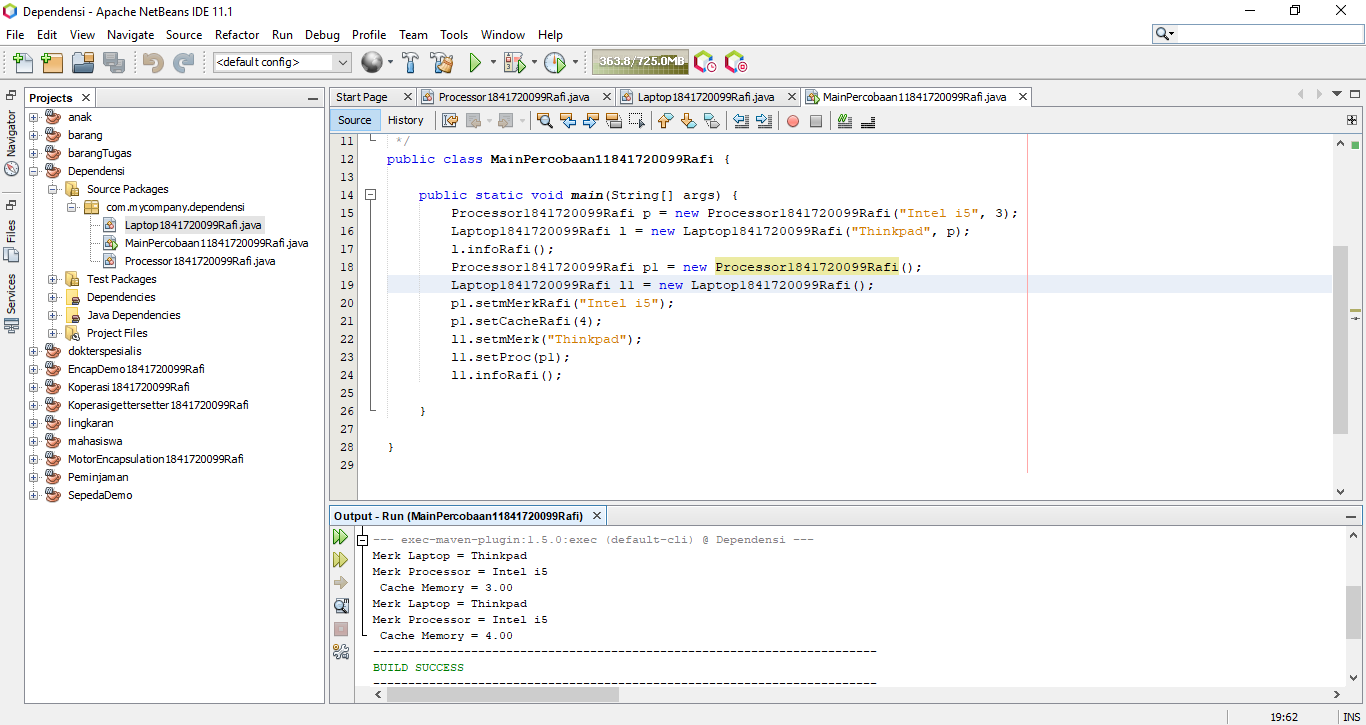 Dependensi - Apache NetBeans IDE 11.1
File Edit View Navigate Source Refactor Run Debug Profile Team Tools Window Help
<default config>
363.8/725.0MB
Projects
Navigator
Files
Services
anak
barang
barangTugas
Dependensi
Source Packages
com.mycompany.dependensi
Laptop1841720099Rafi.java
MainPercobaan11841720099Rafi.java
Processor1841720099Rafi.java
Test Packages
Dependencies
Java Dependencies
Project Files
dokterspesialis
EncapDemo1841720099Rafi
Koperasi1841720099Rafi
Koperasigettersetter1841720099Rafi
lingkaran
mahasiswa
MotorEncapsulation1841720099Rafi
Peminjaman
SepedaDemo
Start Page Processor1841720099Rafi.java Laptop1841720099Rafi.java MainPercobaan11841720099Rafi.java
Source History
11 */
12 public class MainPercobaan11841720099Rafi {
13
14 public static void main(String[] args) {
15 Processor1841720099Rafi p = new Processor1841720099Rafi("Intel i5", 3);
16 Laptop1841720099Rafi l = new Laptop1841720099Rafi("Thinkpad", p);
17 l.infoRafi();
18 Processor1841720099Rafi p1 = new Processor1841720099Rafi();
19 Laptop1841720099Rafi l1 = new Laptop1841720099Rafi();
20 p1.setmMerkRafi("Intel i5");
21 p1.setCacheRafi(4);
22 l1.setmMerk("Thinkpad");
23 l1.setProc(p1);
24 l1.infoRafi();
25
26 }
27
28 }
29
Output - Run (MainPercobaan11841720099Rafi)
--- exec-maven-plugin:1.5.0:exec (default-cli) @ Dependensi ---
Merk Laptop = Thinkpad
Merk Processor = Intel i5
Cache Memory = 3.00
Merk Laptop = Thinkpad
Merk Processor = Intel i5
Cache Memory = 4.00
------------------------------------------------------------------------
BUILD SUCCESS
------------------------------------------------------------------------
19:62 INS